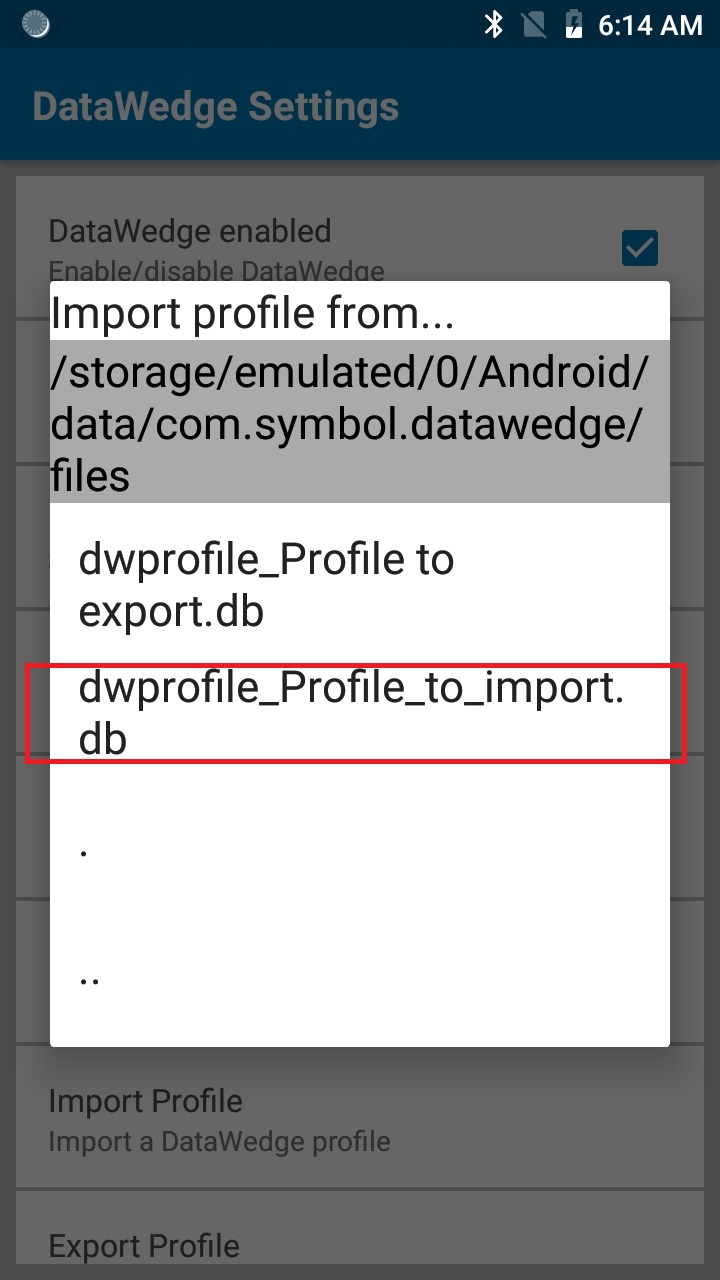 6:14 AM
DataWedge Settings
DataWedge enabled
Enable/disable DataWedge
Import profile from...
/storage/emulated/0/Android/
data/com.symbol.datawedge/
files
dwprofile_Profile to
export.db
dwprofile_Profile_to_import.
db
.
..
Import Profile
Import a DataWedge profile
Export Profile